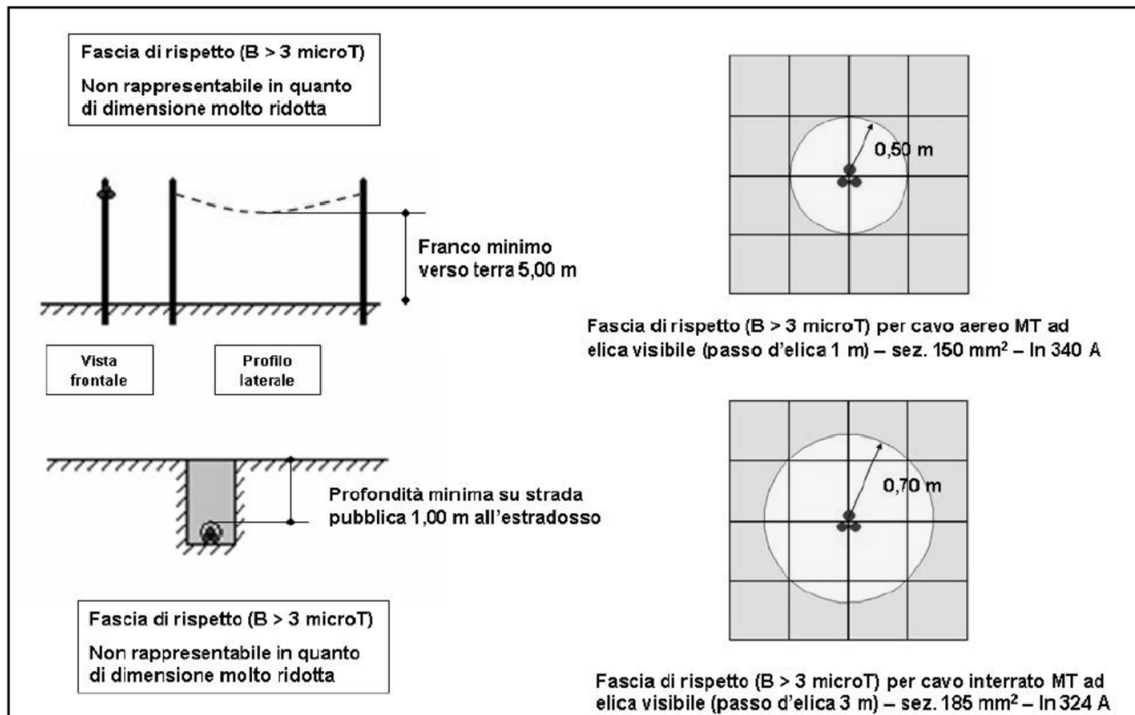 Fascia di rispetto (B > 3 microT)
Non rappresentabile in quanto
di dimensione molto ridotta
Franco minimo
verso terra 5,00 m
Vista
frontale
Profilo
laterale
Profondità minima su strada
pubblica 1,00 m all'estradosso
Fascia di rispetto (B > 3 microT)
Non rappresentabile in quanto
di dimensione molto ridotta
0,50 m
Fascia di rispetto (B > 3 microT) per cavo aereo MT ad
elica visibile (passo d'elica 1 m) – sez. 150 mm² – In 340 A
0,70 m
Fascia di rispetto (B > 3 microT) per cavo interrato MT ad
elica visibile (passo d'elica 3 m) – sez. 185 mm² – In 324 A